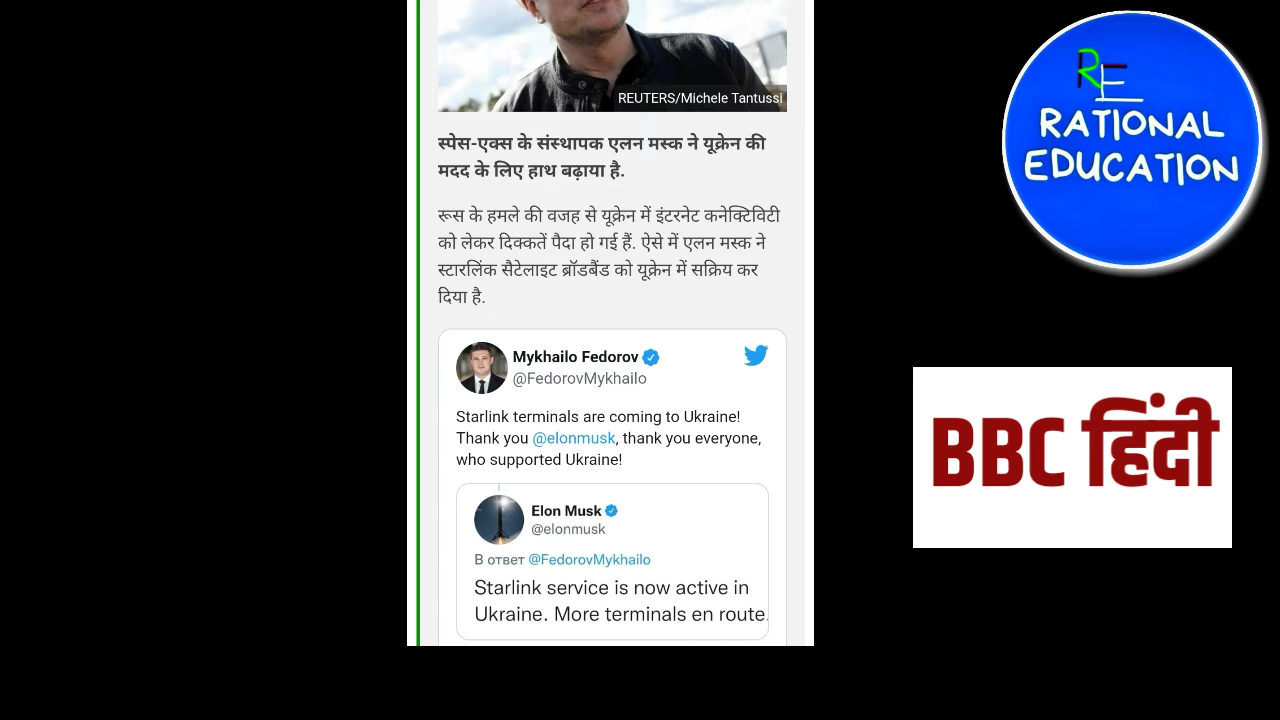 REUTERS/Michele Tantussi
स्पेस-एक्स के संस्थापक एलन मस्क ने यूक्रेन की
मदद के लिए हाथ बढ़ाया है.
रूस के हमले की वजह से यूक्रेन में इंटरनेट कनेक्टिविटी
को लेकर दिक्कतें पैदा हो गई हैं. ऐसे में एलन मस्क ने
स्टारलिंक सैटेलाइट ब्रॉडबैंड को यूक्रेन में सक्रिय कर
दिया है.
Mykhailo Fedorov
@FedorovMykhailo
Starlink terminals are coming to Ukraine!
Thank you @elonmusk, thank you everyone,
who supported Ukraine!
Elon Musk
@elonmusk
В ответ @FedorovMykhailo
Starlink service is now active in
Ukraine. More terminals en route.
RE
RATIONAL
EDUCATION
BBC हिंदी